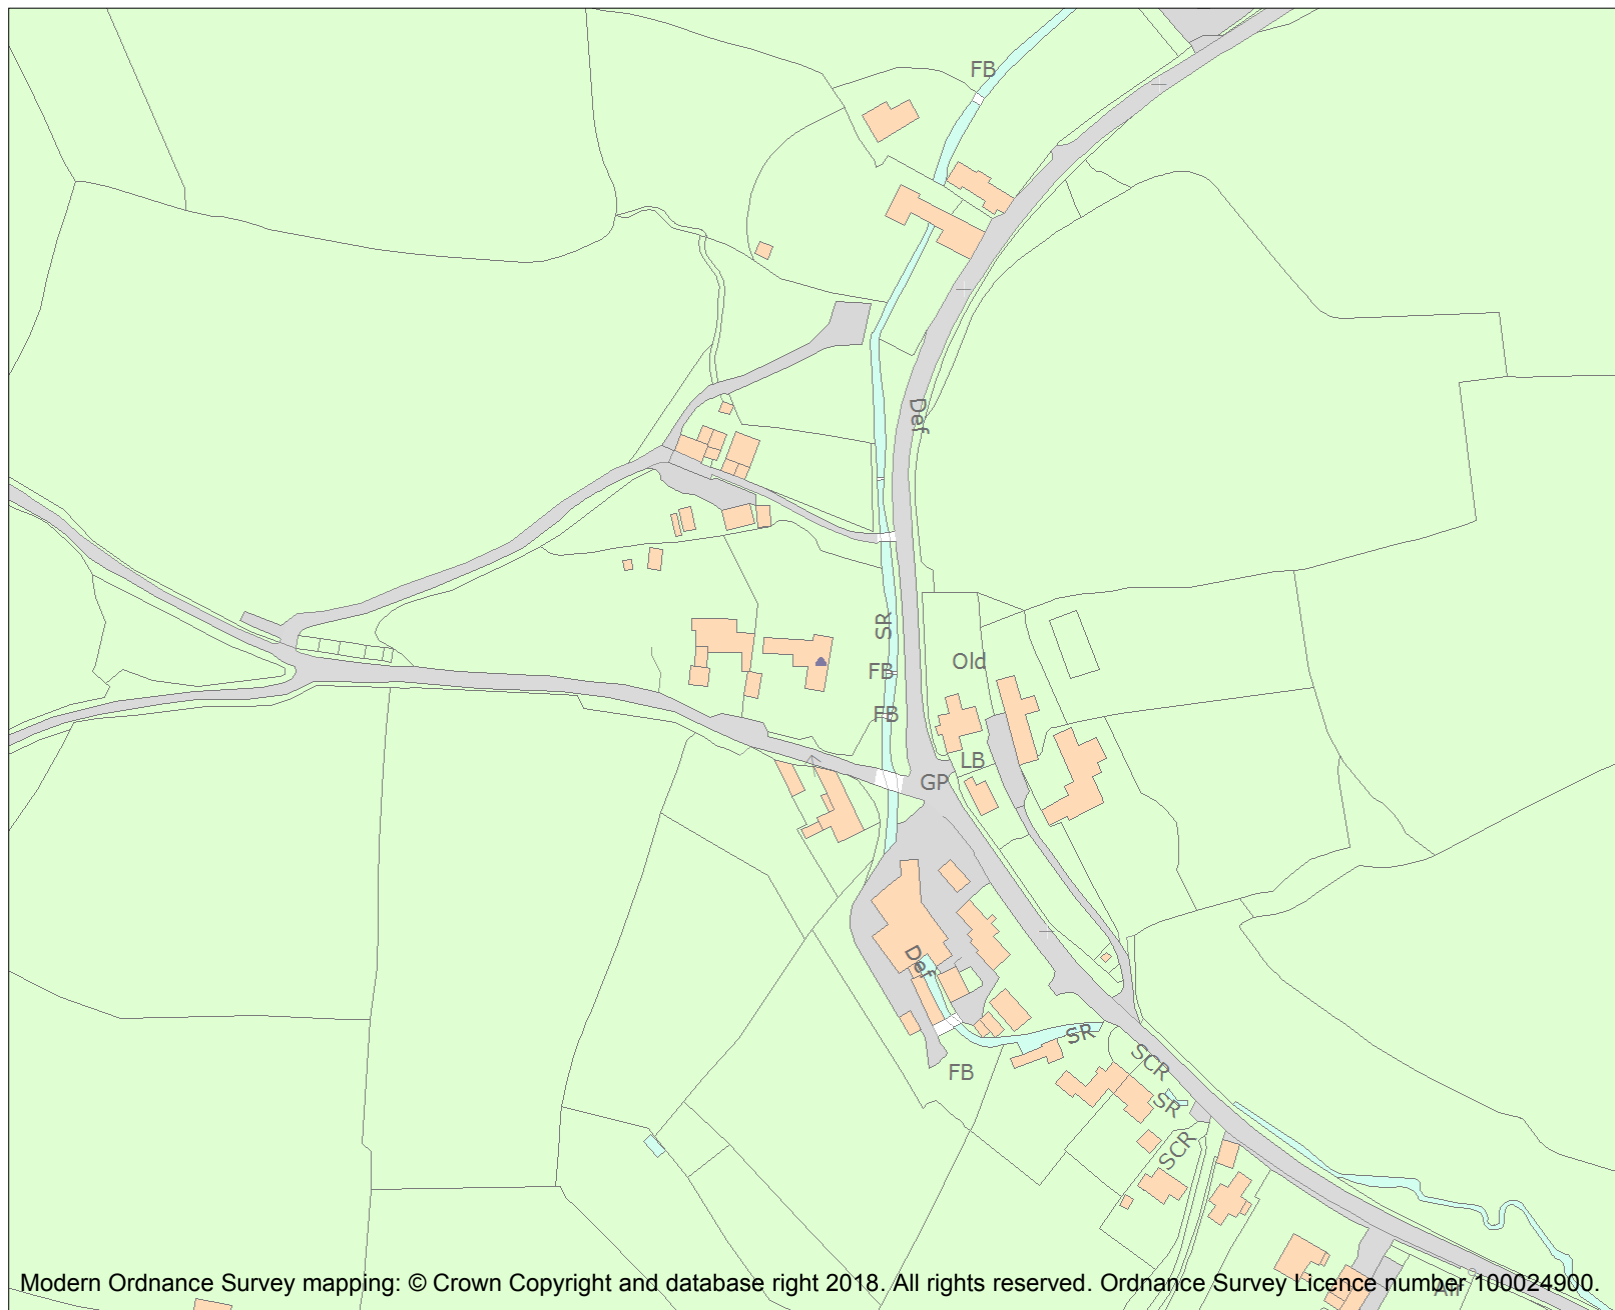 FB
Def
SR
Old
FB
FB
LB
GP
Def
SR
SCR
FB
SR
SCR
Modern Ordnance Survey mapping: © Crown Copyright and database right 2018. All rights reserved. Ordnance Survey Licence number 100024900.